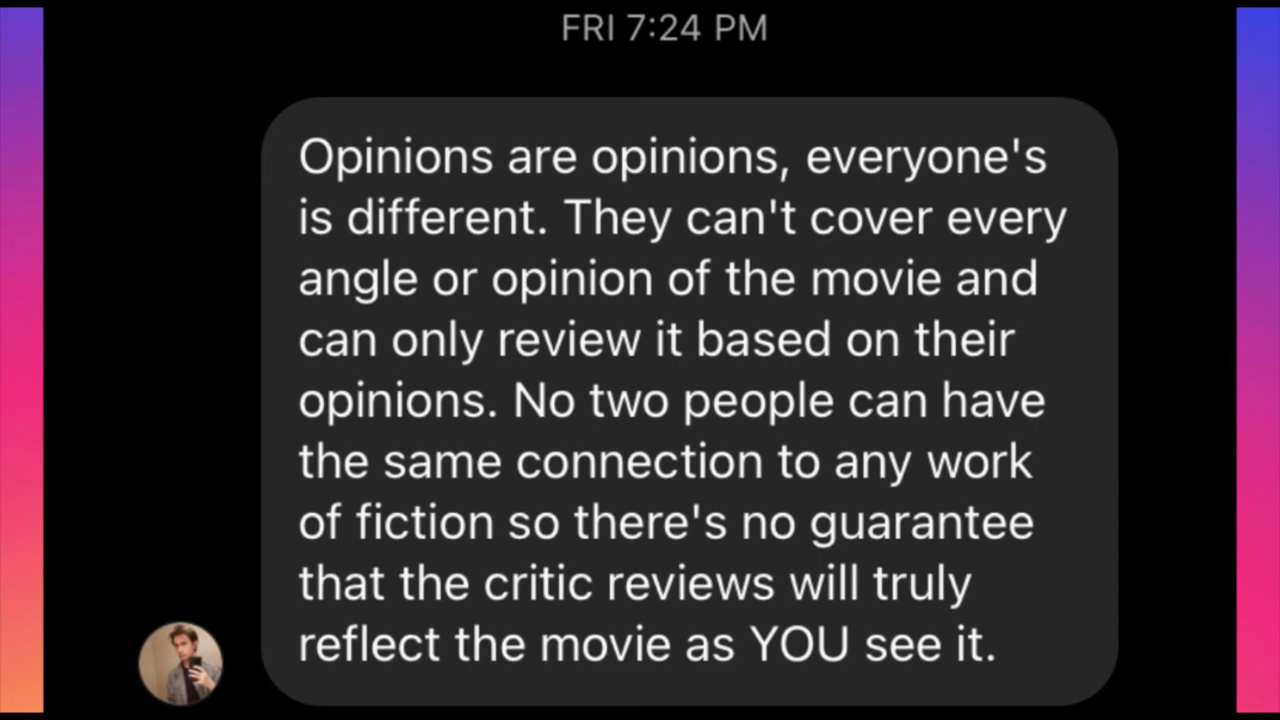 FRI 7:24 PM
Opinions are opinions, everyone's
is different. They can't cover every
angle or opinion of the movie and
can only review it based on their
opinions. No two people can have
the same connection to any work
of fiction so there's no guarantee
that the critic reviews will truly
reflect the movie as YOU see it.